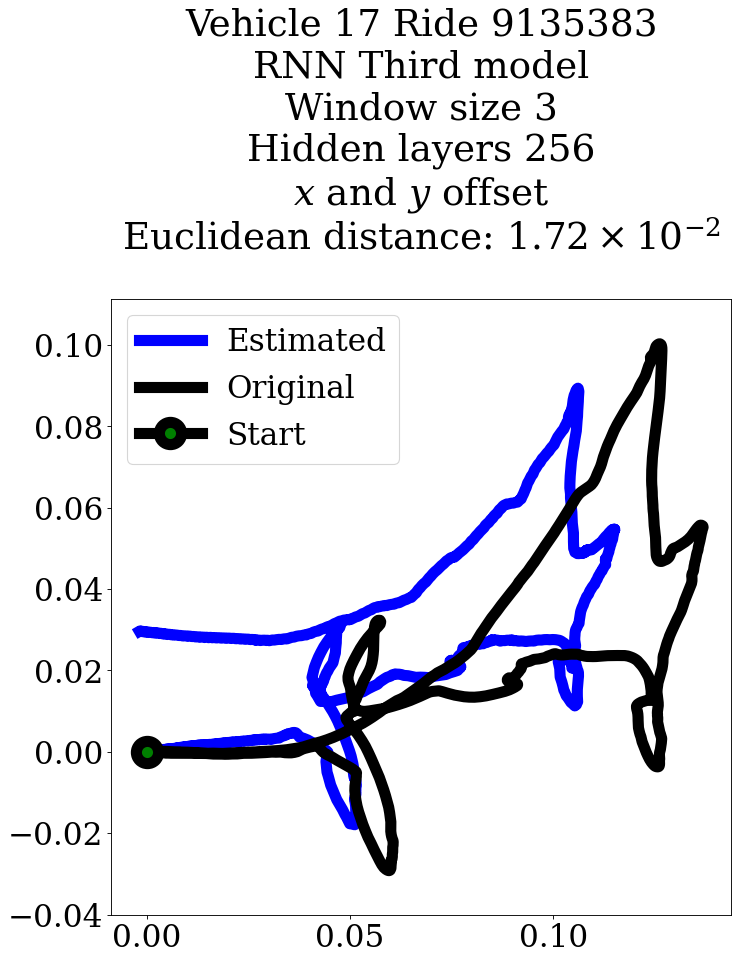 Vehicle 17 Ride 9135383
RNN Third model
Window size 3
Hidden layers 256
x and y offset
Euclidean distance: 1.72 × 10⁻²
Estimated
Original
Start
0.10
0.08
0.06
0.04
0.02
0.00
−0.02
−0.04
0.00 0.05 0.10